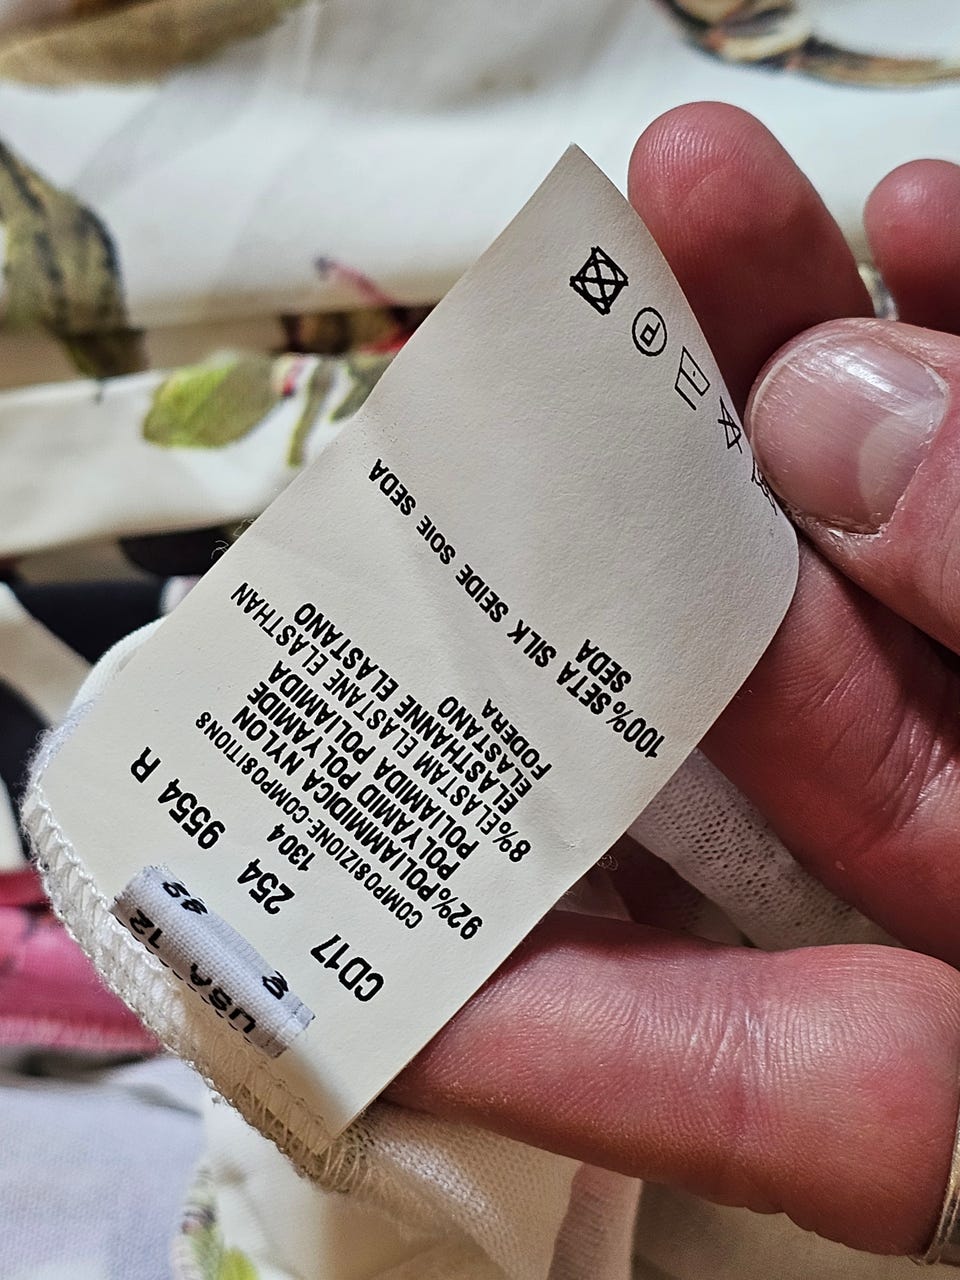 USA 12
CD17 254 9554 R
1304
COMPOSIZIONE-COMPOSITIONS
92%POLIAMMIDICA NYLON
POLYAMID POLYAMIDE
POLIAMIDA POLIAMIDA
8%ELASTAM ELASTANE ELASTHAN
ELASTHANNE ELASTANO
ELASTANO
FODERA
100%SETA SILK SEIDE SOIE SEDA
SEDA
P